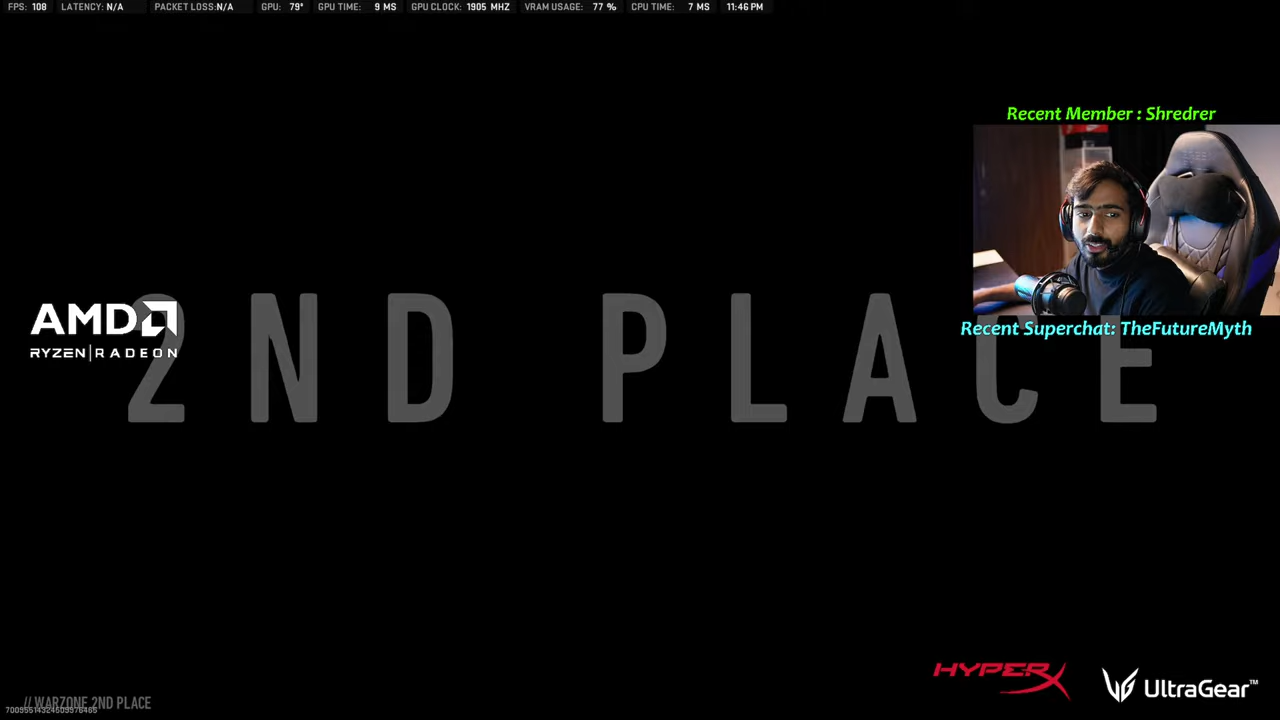 FPS: 108 LATENCY: N/A PACKET LOSS:N/A GPU: 79° GPU TIME: 9 MS GPU CLOCK: 1905 MHZ VRAM USAGE: 77 % CPU TIME: 7 MS 11:46 PM
Recent Member : Shredrer
AMD
RYZEN|RADEON
2ND PLACE
Recent Superchat: TheFutureMyth
HYPERX
UltraGear™
// WARZONE 2ND PLACE